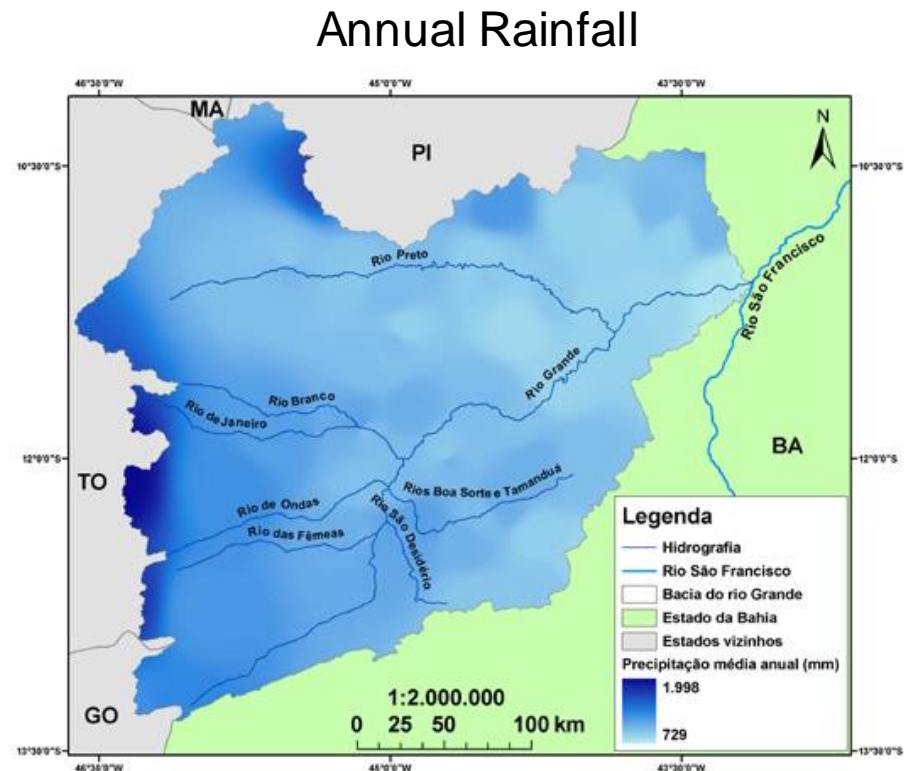 Annual Rainfall
46°30'0"W 45°0'0"W 43°30'0"W
MA
PI
N
10°30'0"S 10°30'0"S
Rio Preto
Rio São Francisco
Rio Grande
Rio Branco
Rio de Janeiro
12°0'0"S 12°0'0"S
BA
TO
Rios Boa Sorte e Tamanduá
Rio de Ondas
Rio São Desidério
Rio das Fêmeas
Legenda
Hidrografia
Rio São Francisco
Bacia do rio Grande
Estado da Bahia
Estados vizinhos
Precipitação média anual (mm)
1.998
729
GO
1:2.000.000
0 25 50 100 km
13°30'0"S 13°30'0"S
46°30'0"W 45°0'0"W 43°30'0"W